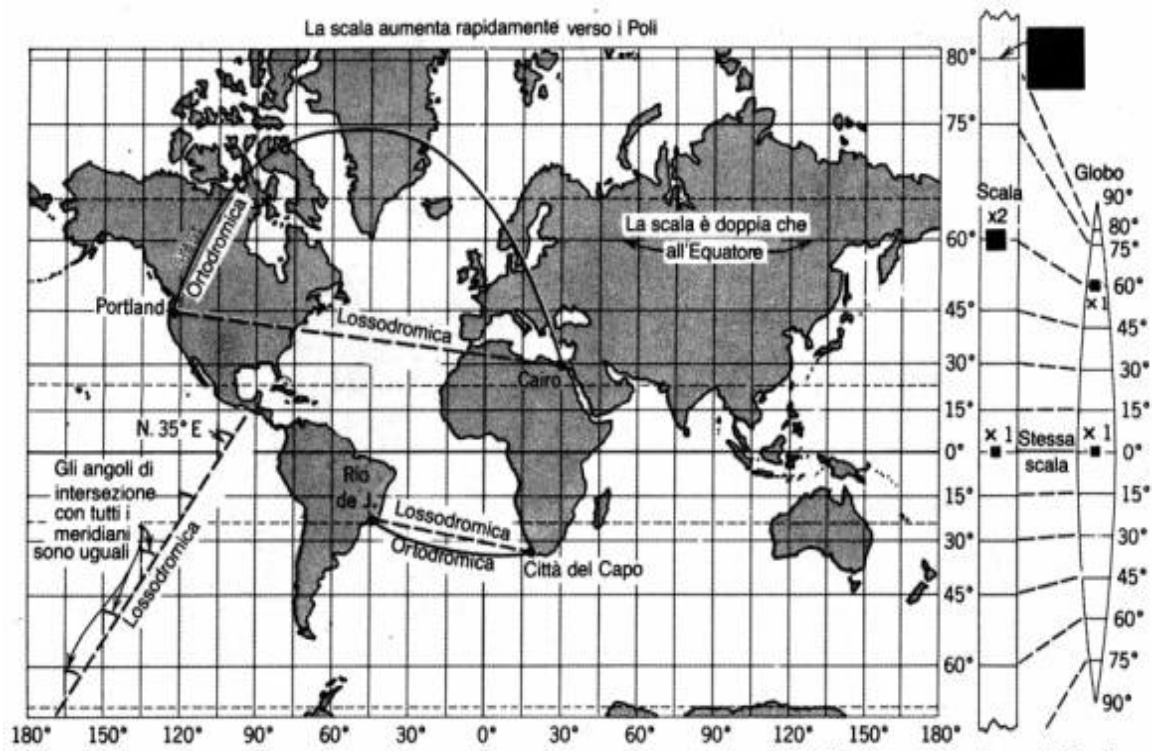 La scala aumenta rapidamente verso i Poli
80°
75°
Globo
90°
180°
180°
Scala
x2
80°
75°
La scala è doppia che
all'Equatore
60°
60°
x 1
Ortodromica
Portland
Lossodromica
45°
45°
30°
30°
Cairo
15°
15°
N. 35° E
x 1
x 1
0°
Stessa
scala
0°
Gli angoli di
intersezione
con tutti i
meridiani
sono uguali
Rio
de J.
Lossodromica
Ortodromica
Città del Capo
Lossodromica
15°
15°
30°
30°
45°
45°
60°
60°
75°
90°
180° 150° 120° 90° 60° 30° 0° 30° 60° 90° 120° 150° 180°